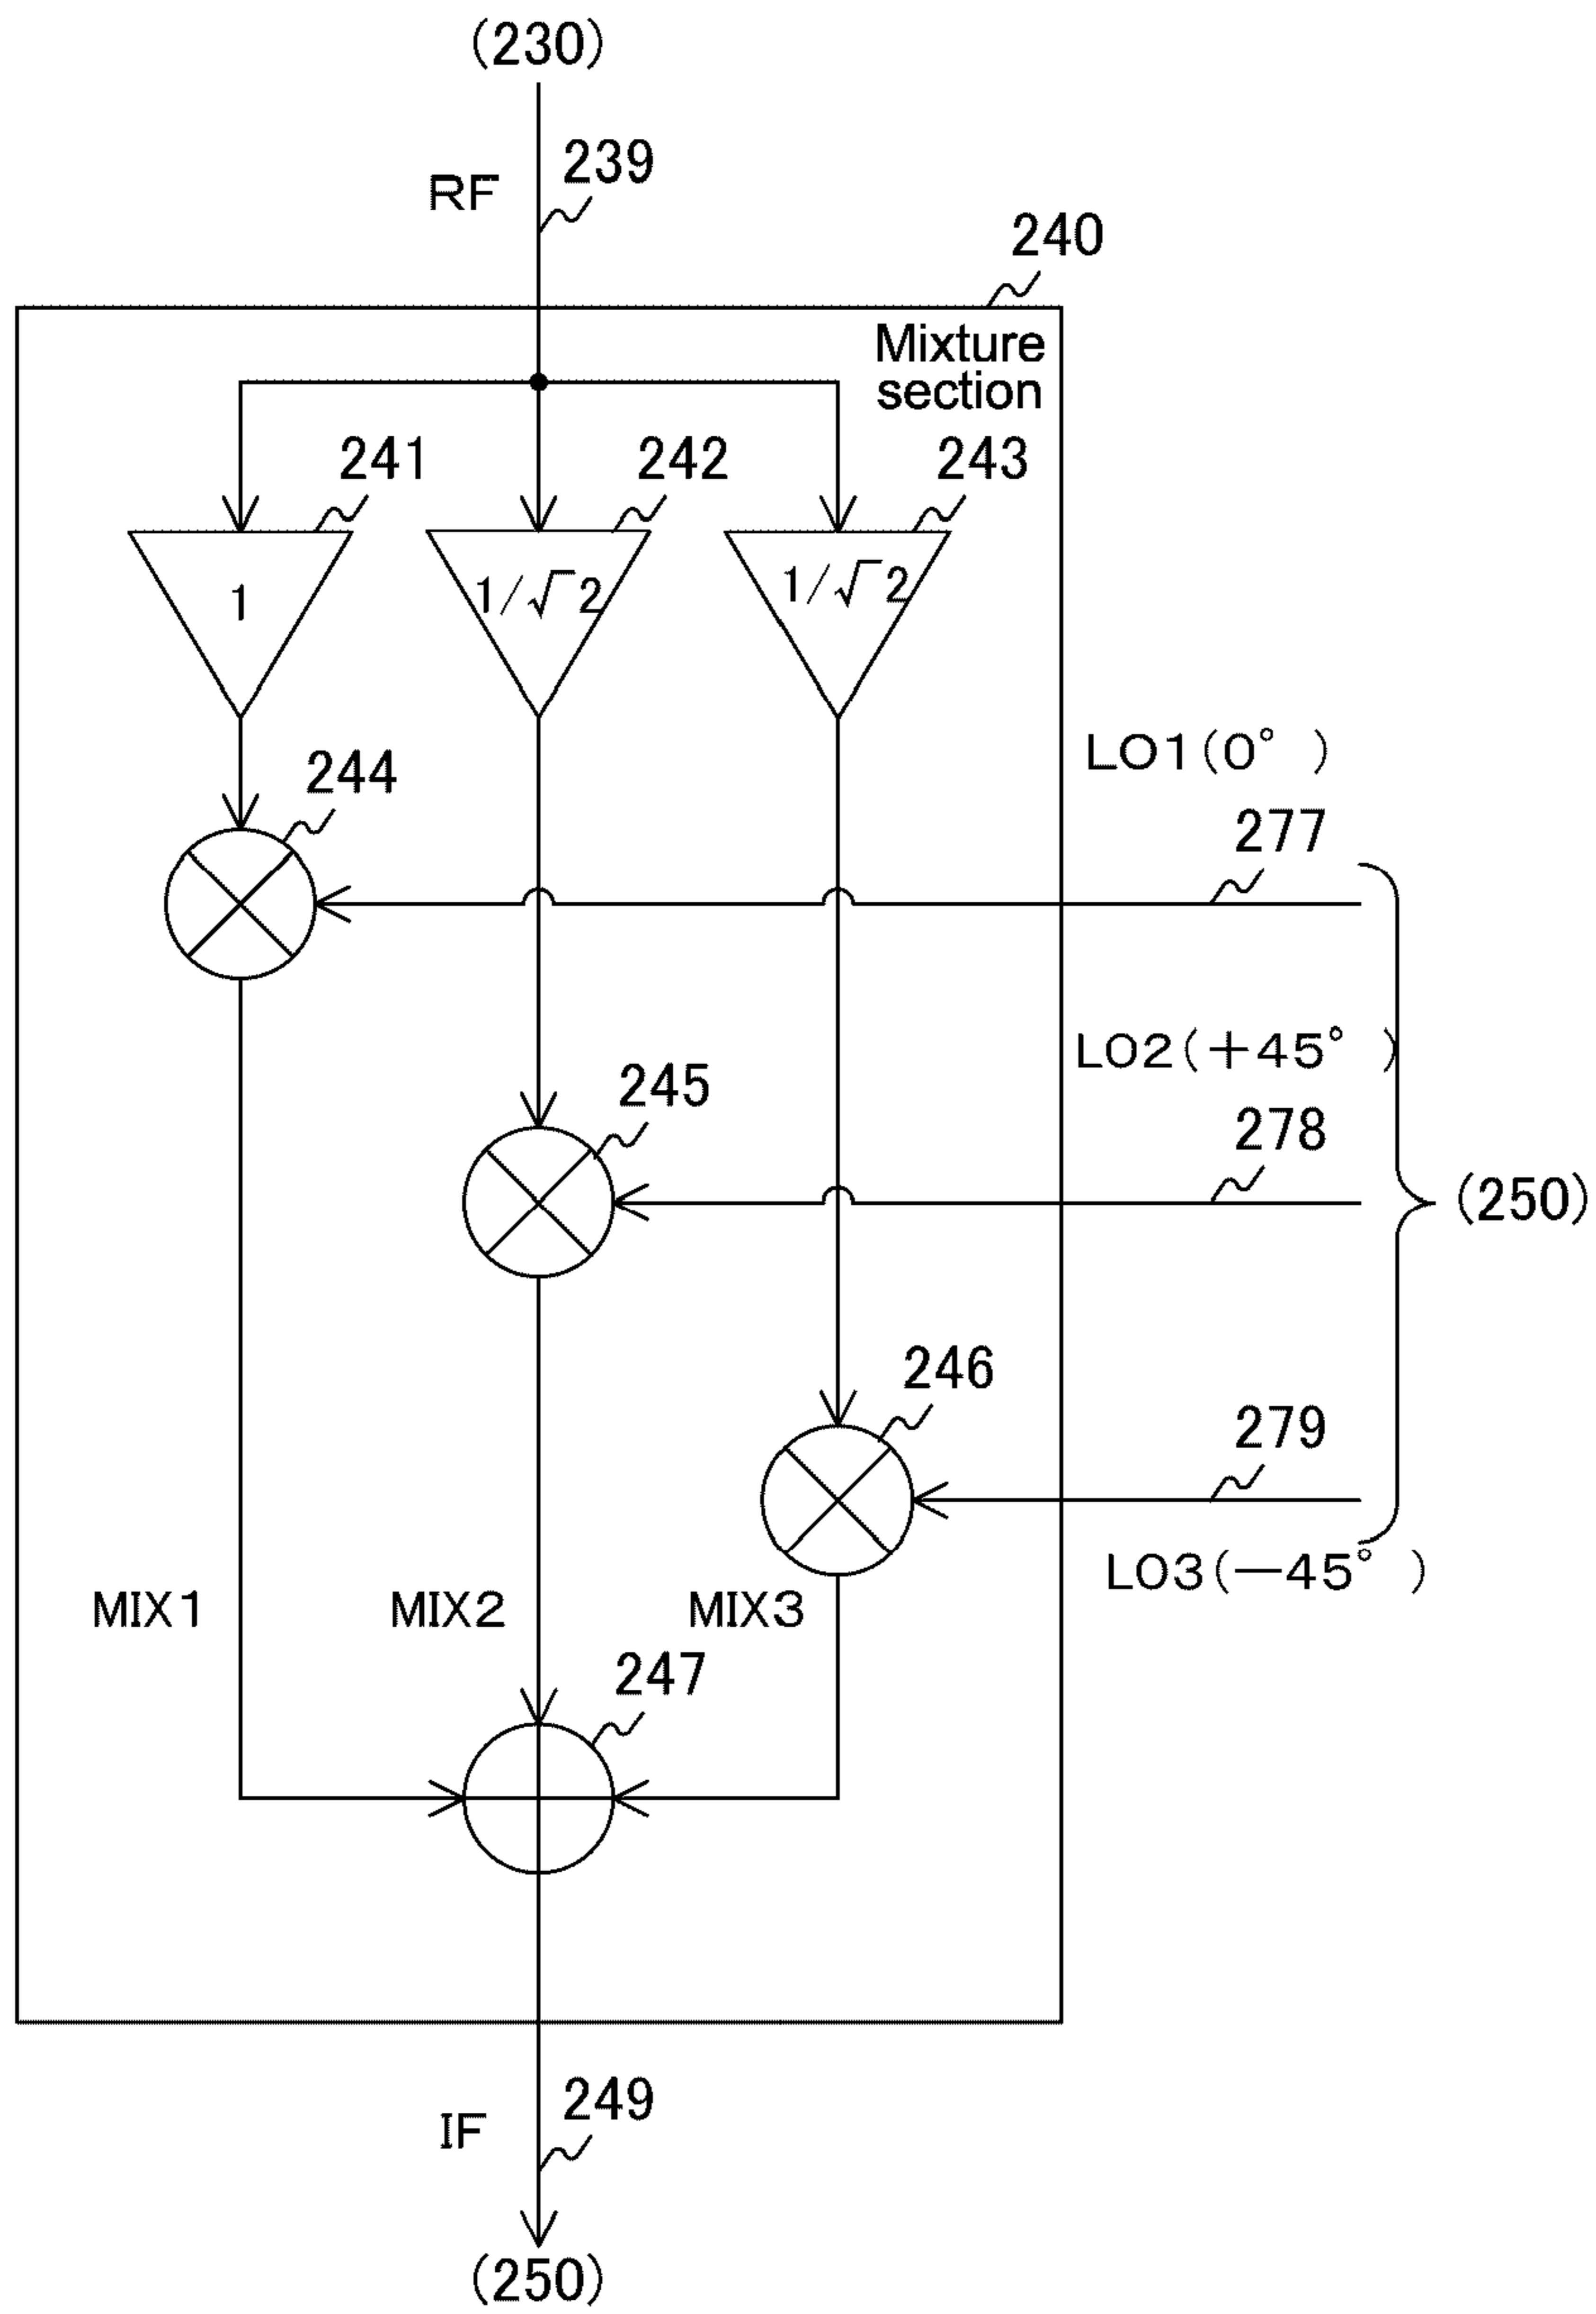 (230)
RF
239
240
Mixture
section
241
242
243
1
1/√2
1/√2
LO1(0°)
244
277
LO2(+45°)
245
278
(250)
246
279
LO3(−45°)
MIX1
MIX2
MIX3
247
IF
249
(250)